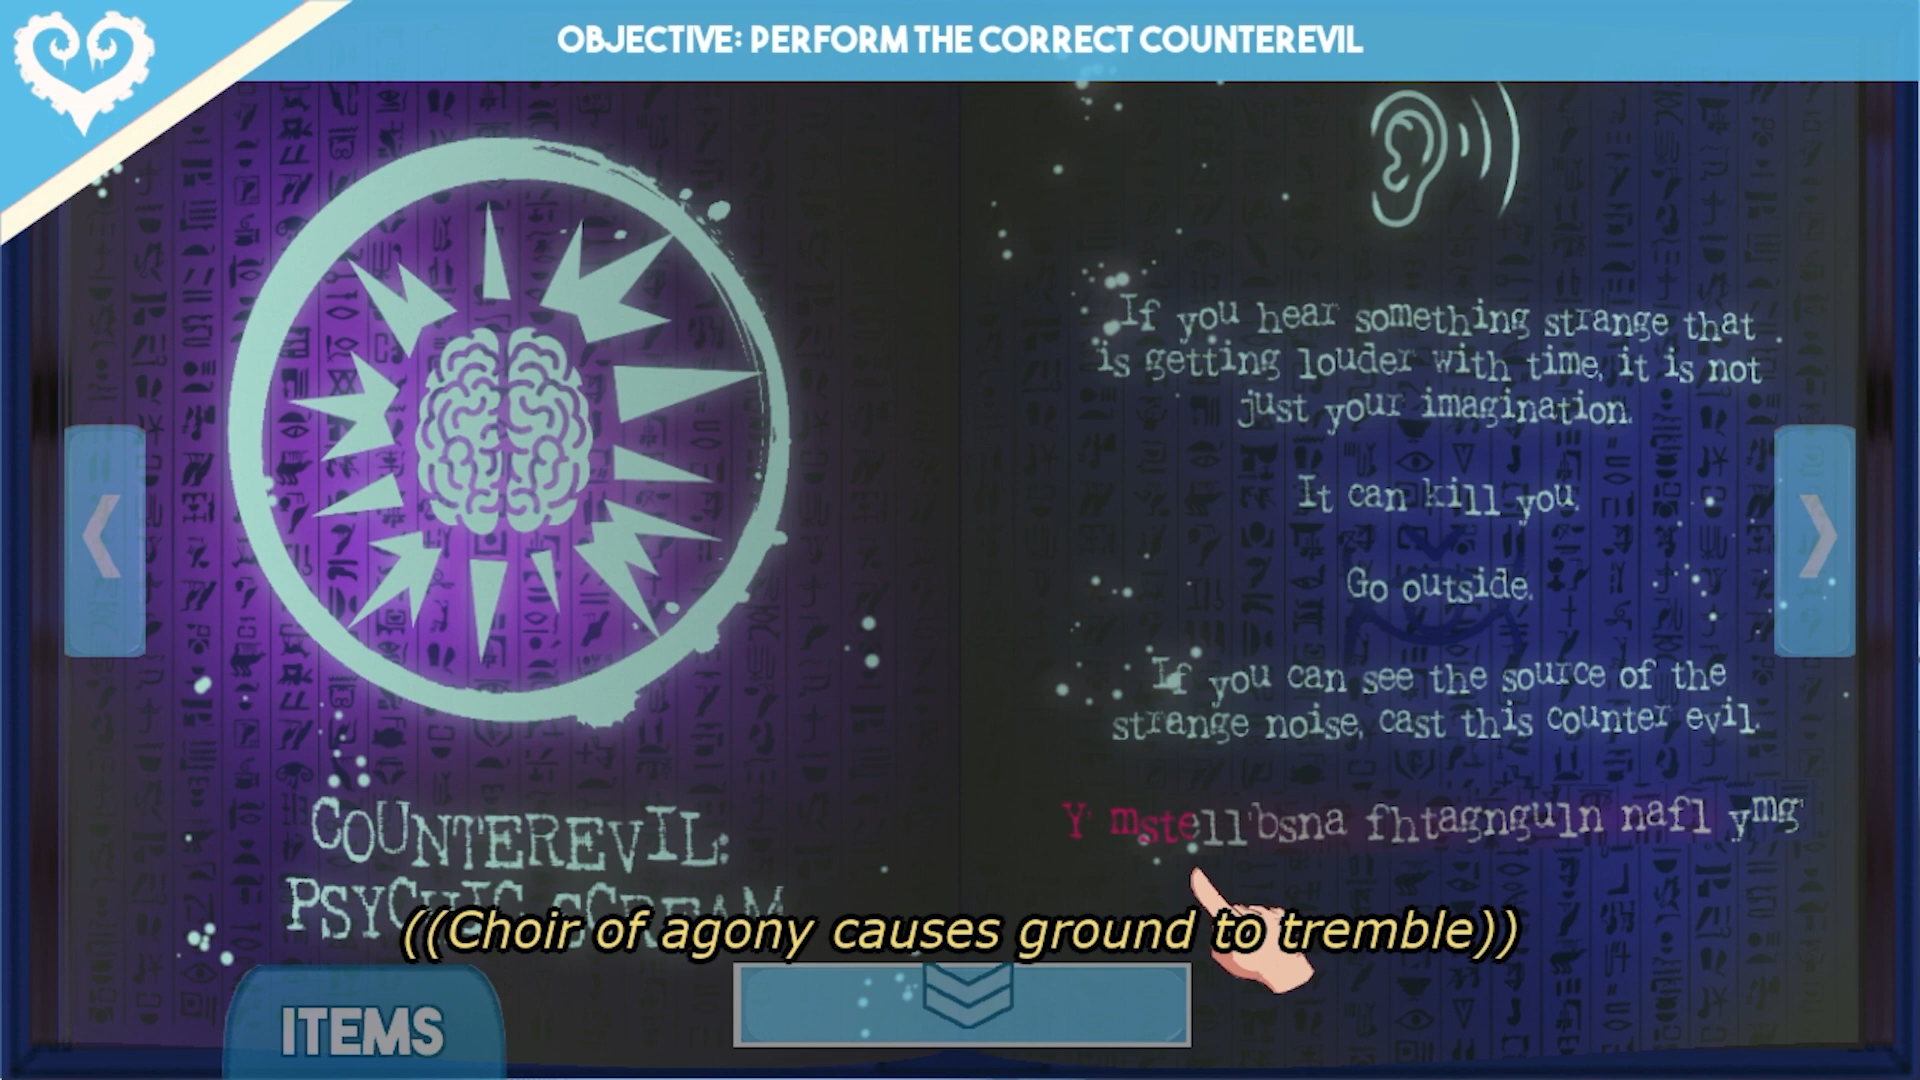 OBJECTIVE: PERFORM THE CORRECT COUNTEREVIL
If you hear something strange that
is getting louder with time, it is not
just your imagination.
It can kill you.
Go outside.
If you can see the source of the
strange noise, cast this counter evil.
Y' mstell'bsna fhtagnguln nafl ymg'
COUNTEREVIL:
PSYCHIC SCREAM
((Choir of agony causes ground to tremble))
ITEMS